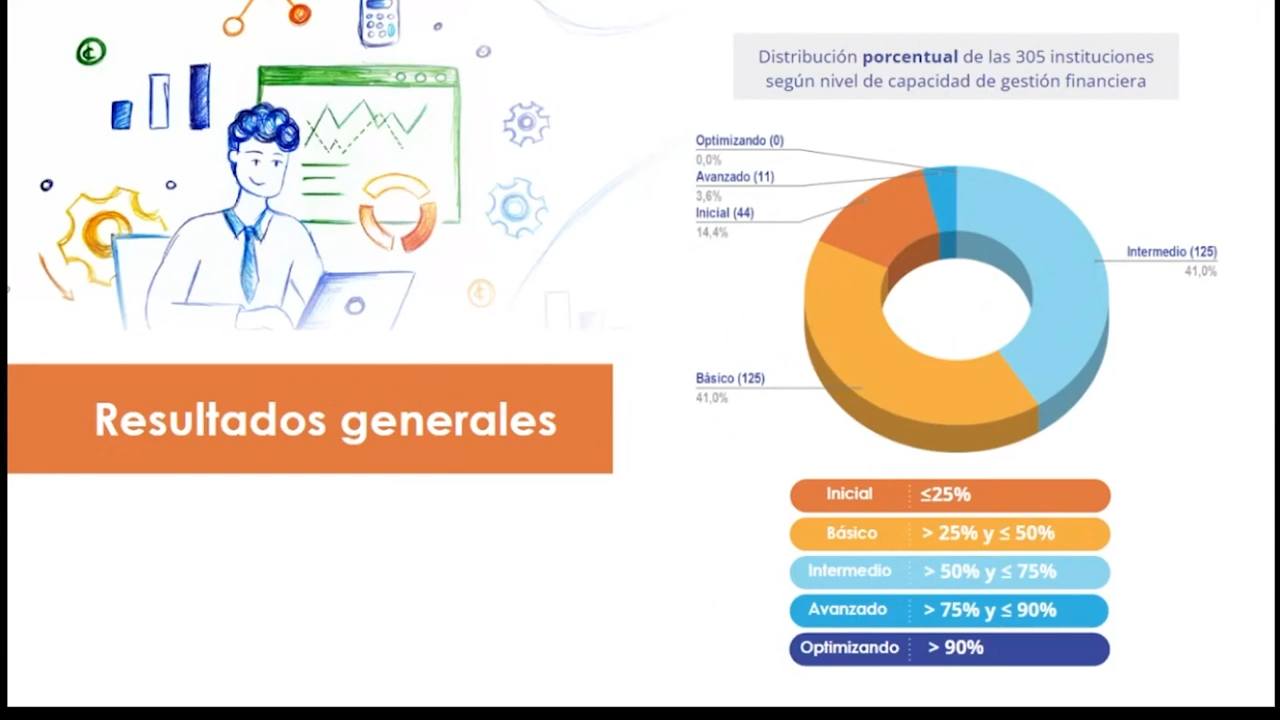 Distribución porcentual de las 305 instituciones
según nivel de capacidad de gestión financiera
Optimizando (0)
0,0%
Avanzado (11)
3,6%
Inicial (44)
14,4%
Intermedio (125)
41,0%
Básico (125)
41,0%
Resultados generales
Inicial ≤25%
Básico > 25% y ≤ 50%
Intermedio > 50% y ≤ 75%
Avanzado > 75% y ≤ 90%
Optimizando > 90%